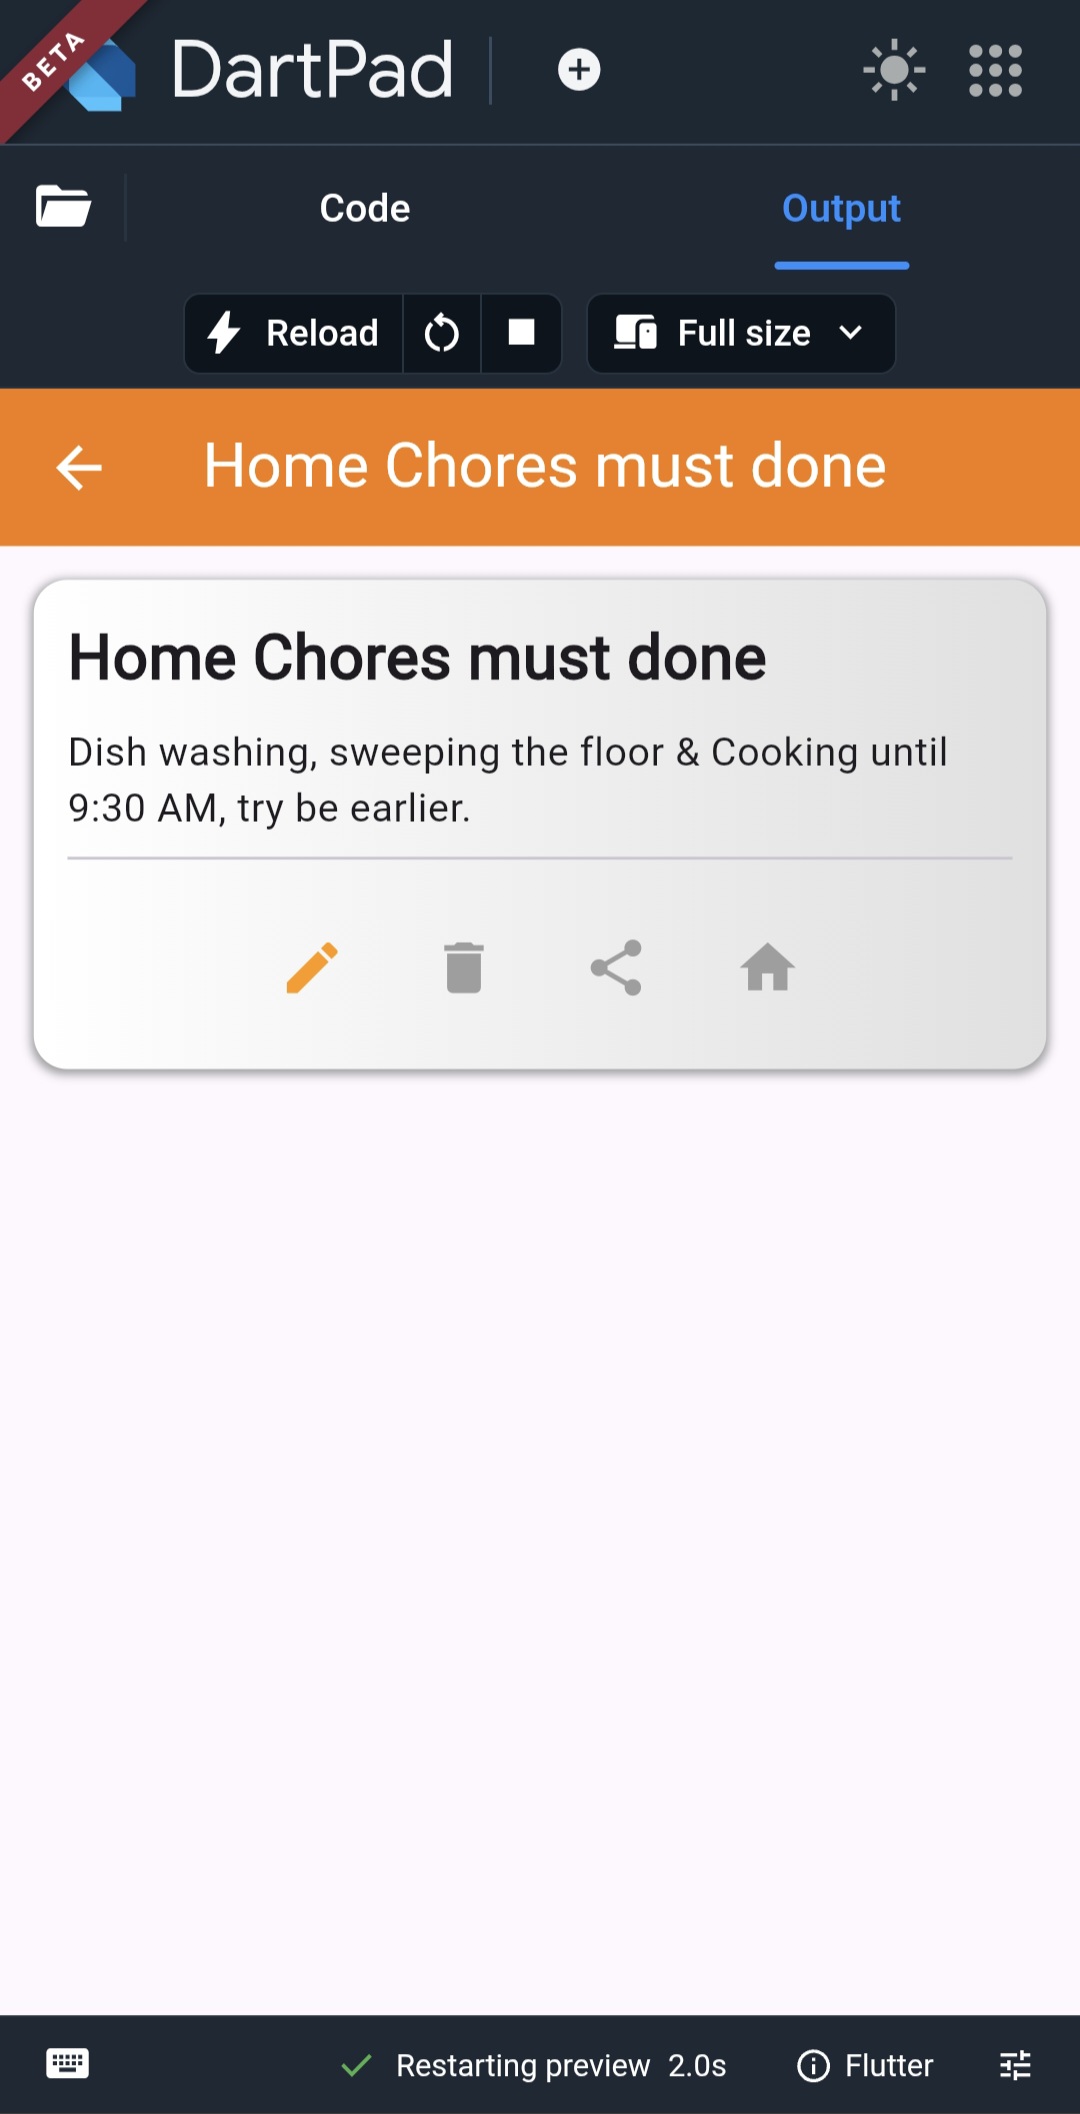 BETA
DartPad
Code
Output
Reload
Full size
Home Chores must done
Home Chores must done
Dish washing, sweeping the floor & Cooking until
9:30 AM, try be earlier.
Restarting preview 2.0s
Flutter